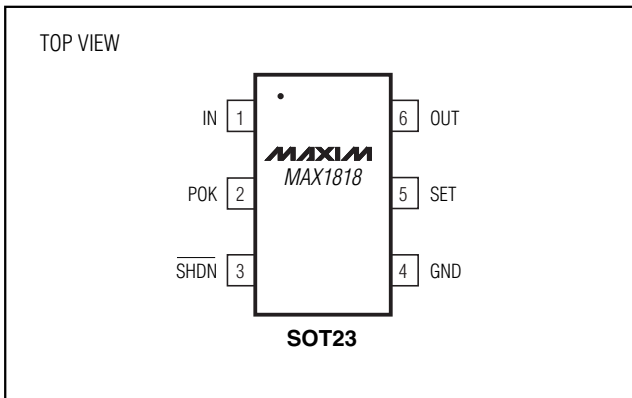 TOP VIEW
IN 1
6 OUT
MAXIM
MAX1818
POK 2
5 SET
SHDN 3
4 GND
SOT23